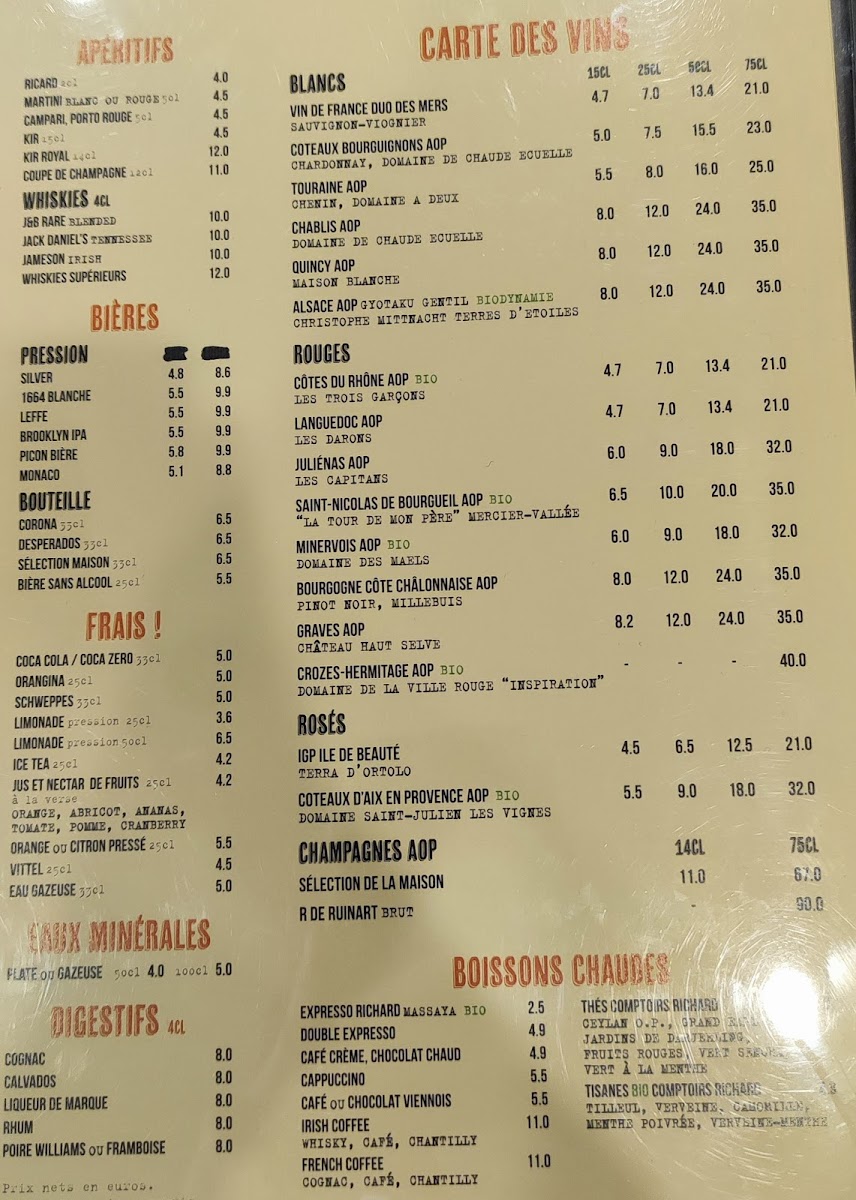 APÉRITIFS
RICARD 2cl 4.0
MARTINI BLANC OU ROUGE 5cl 4.5
CAMPARI, PORTO ROUGE 5cl 4.5
KIR 15cl 4.5
KIR ROYAL 14cl 12.0
COUPE DE CHAMPAGNE 12cl 11.0
WHISKIES 4CL
J&B RARE BLENDED 10.0
JACK DANIEL'S TENNESSEE 10.0
JAMESON IRISH 10.0
WHISKIES SUPÉRIEURS 12.0
BIÈRES
PRESSION
SILVER 4.8 8.6
1664 BLANCHE 5.5 9.9
LEFFE 5.5 9.9
BROOKLYN IPA 5.5 9.9
PICON BIÈRE 5.8 9.9
MONACO 5.1 8.8
BOUTEILLE
CORONA 33cl 6.5
DESPERADOS 33cl 6.5
SÉLECTION MAISON 33cl 6.5
BIÈRE SANS ALCOOL 25cl 5.5
FRAIS !
COCA COLA / COCA ZERO 33cl 5.0
ORANGINA 25cl 5.0
SCHWEPPES 33cl 5.0
LIMONADE pression 25cl 3.6
LIMONADE pression 50cl 6.5
ICE TEA 25cl 4.2
JUS ET NECTAR DE FRUITS 25cl 4.2
à la verse
ORANGE, ABRICOT, ANANAS,
TOMATE, POMME, CRANBERRY
ORANGE OU CITRON PRESSÉ 25cl 5.5
VITTEL 25cl 4.5
EAU GAZEUSE 33cl 5.0
EAUX MINÉRALES
PLATE OU GAZEUSE 50cl 4.0 100cl 5.0
DIGESTIFS 4CL
COGNAC 8.0
CALVADOS 8.0
LIQUEUR DE MARQUE 8.0
RHUM 8.0
POIRE WILLIAMS OU FRAMBOISE 8.0
Prix nets en euros.
CARTE DES VINS
BLANCS 15CL 25CL 50CL 75CL
VIN DE FRANCE DUO DES MERS 4.7 7.0 13.4 21.0
SAUVIGNON-VIOGNIER
COTEAUX BOURGUIGNONS AOP 5.0 7.5 15.5 23.0
CHARDONNAY, DOMAINE DE CHAUDE ECUELLE
TOURAINE AOP 5.5 8.0 16.0 25.0
CHENIN, DOMAINE A DEUX
CHABLIS AOP 8.0 12.0 24.0 35.0
DOMAINE DE CHAUDE ECUELLE
QUINCY AOP 8.0 12.0 24.0 35.0
MAISON BLANCHE
ALSACE AOP GYOTAKU GENTIL BIODYNAMIE 8.0 12.0 24.0 35.0
CHRISTOPHE MITTNACHT TERRES D'ETOILES
ROUGES
CÔTES DU RHÔNE AOP BIO 4.7 7.0 13.4 21.0
LES TROIS GARÇONS
LANGUEDOC AOP 4.7 7.0 13.4 21.0
LES DARONS
JULIÉNAS AOP 6.0 9.0 18.0 32.0
LES CAPITANS
SAINT-NICOLAS DE BOURGUEIL AOP BIO 6.5 10.0 20.0 35.0
"LA TOUR DE MON PÈRE" MERCIER-VALLÉE
MINERVOIS AOP BIO 6.0 9.0 18.0 32.0
DOMAINE DES MAELS
BOURGOGNE CÔTE CHÂLONNAISE AOP 8.0 12.0 24.0 35.0
PINOT NOIR, MILLEBUIS
GRAVES AOP 8.2 12.0 24.0 35.0
CHÂTEAU HAUT SELVE
CROZES-HERMITAGE AOP BIO - - - 40.0
DOMAINE DE LA VILLE ROUGE "INSPIRATION"
ROSÉS
IGP ILE DE BEAUTÉ 4.5 6.5 12.5 21.0
TERRA D'ORTOLO
COTEAUX D'AIX EN PROVENCE AOP BIO 5.5 9.0 18.0 32.0
DOMAINE SAINT-JULIEN LES VIGNES
CHAMPAGNES AOP 14CL 75CL
SÉLECTION DE LA MAISON 11.0 67.0
R DE RUINART BRUT - 90.0
BOISSONS CHAUDES
EXPRESSO RICHARD MASSAYA BIO 2.5
DOUBLE EXPRESSO 4.9
CAFÉ CRÈME, CHOCOLAT CHAUD 4.9
CAPPUCCINO 5.5
CAFÉ OU CHOCOLAT VIENNOIS 5.5
IRISH COFFEE 11.0
WHISKY, CAFÉ, CHANTILLY
FRENCH COFFEE 11.0
COGNAC, CAFÉ, CHANTILLY
THÉS COMPTOIRS RICHARD
CEYLAN O.P., GRAND
JARDINS DE DARJEELING,
FRUITS ROUGES, VERT
VERT À LA MENTHE
TISANES BIO COMPTOIRS RICHARD
TILLEUL, VERVEINE, CAMOMILLE,
MENTHE POIVRÉE, VERVEINE-MENTHE